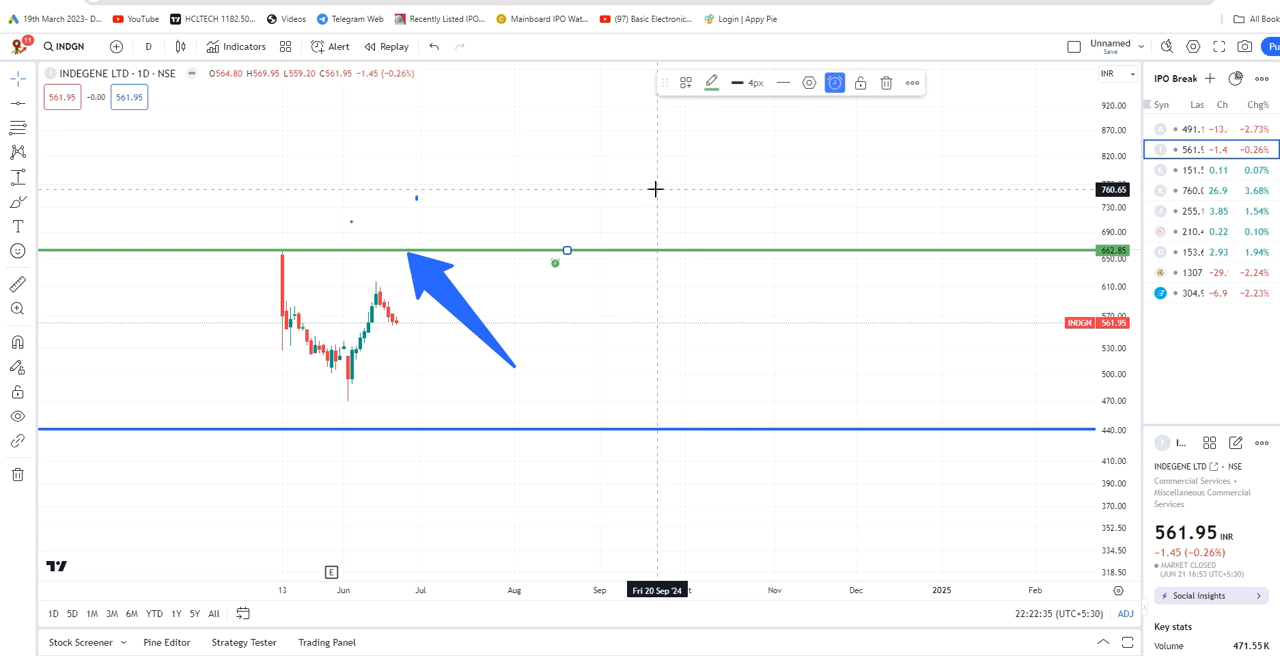 19th March 2023- D... YouTube HCLTECH 1182.50... Videos Telegram Web Recently Listed IPO... Mainboard IPO Wat... (97) Basic Electronic... Login | Appy Pie All Book
11 INDGN D Indicators Alert Replay Unnamed Save Pu
INDEGENE LTD · 1D · NSE O564.80 H569.95 L559.20 C561.95 −1.45 (−0.26%)
561.95 -0.00 561.95
4px
INR
920.00
870.00
820.00
760.65
730.00
690.00
662.85
650.00
610.00
570.00
INDGN 561.95
530.00
500.00
470.00
440.00
410.00
390.00
370.00
352.50
334.50
318.50
E
13 Jun Jul Aug Sep Fri 20 Sep '24 Nov Dec 2025 Feb
1D 5D 1M 3M 6M YTD 1Y 5Y All 22:22:35 (UTC+5:30) ADJ
Stock Screener Pine Editor Strategy Tester Trading Panel
IPO Break
Syn Las Ch Chg%
491.1 −13. −2.73%
561.9 −1.4 −0.26%
151.5 0.11 0.07%
760.0 26.9 3.68%
255.1 3.85 1.54%
210.4 0.22 0.10%
153.6 2.93 1.94%
1307 −29. −2.24%
304.9 −6.9 −2.23%
I...
INDEGENE LTD · NSE
Commercial Services •
Miscellaneous Commercial
Services
561.95 INR
−1.45 (−0.26%)
MARKET CLOSED
(JUN 21 16:53 UTC+5:30)
Social insights
Key stats
Volume 471.55K